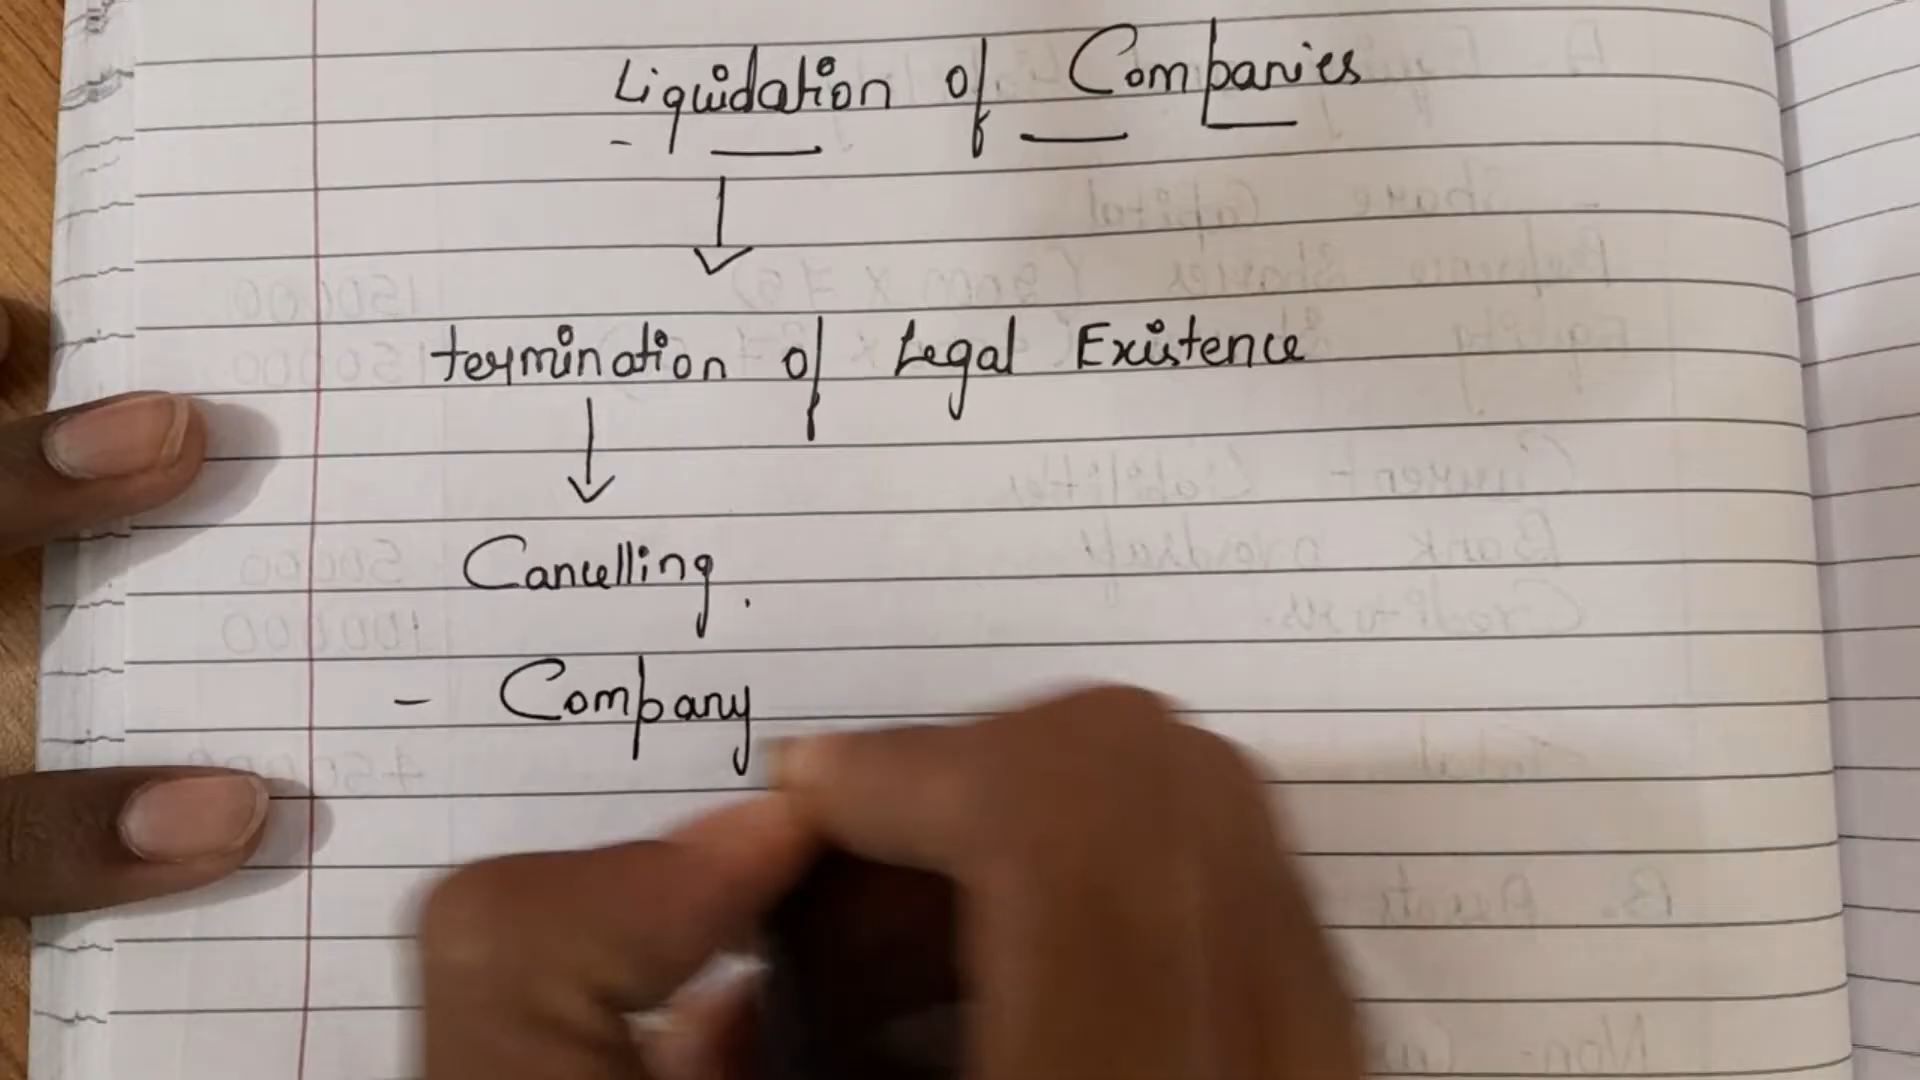 Liquidation of Companies
termination of Legal Existence
Cancelling
- Company